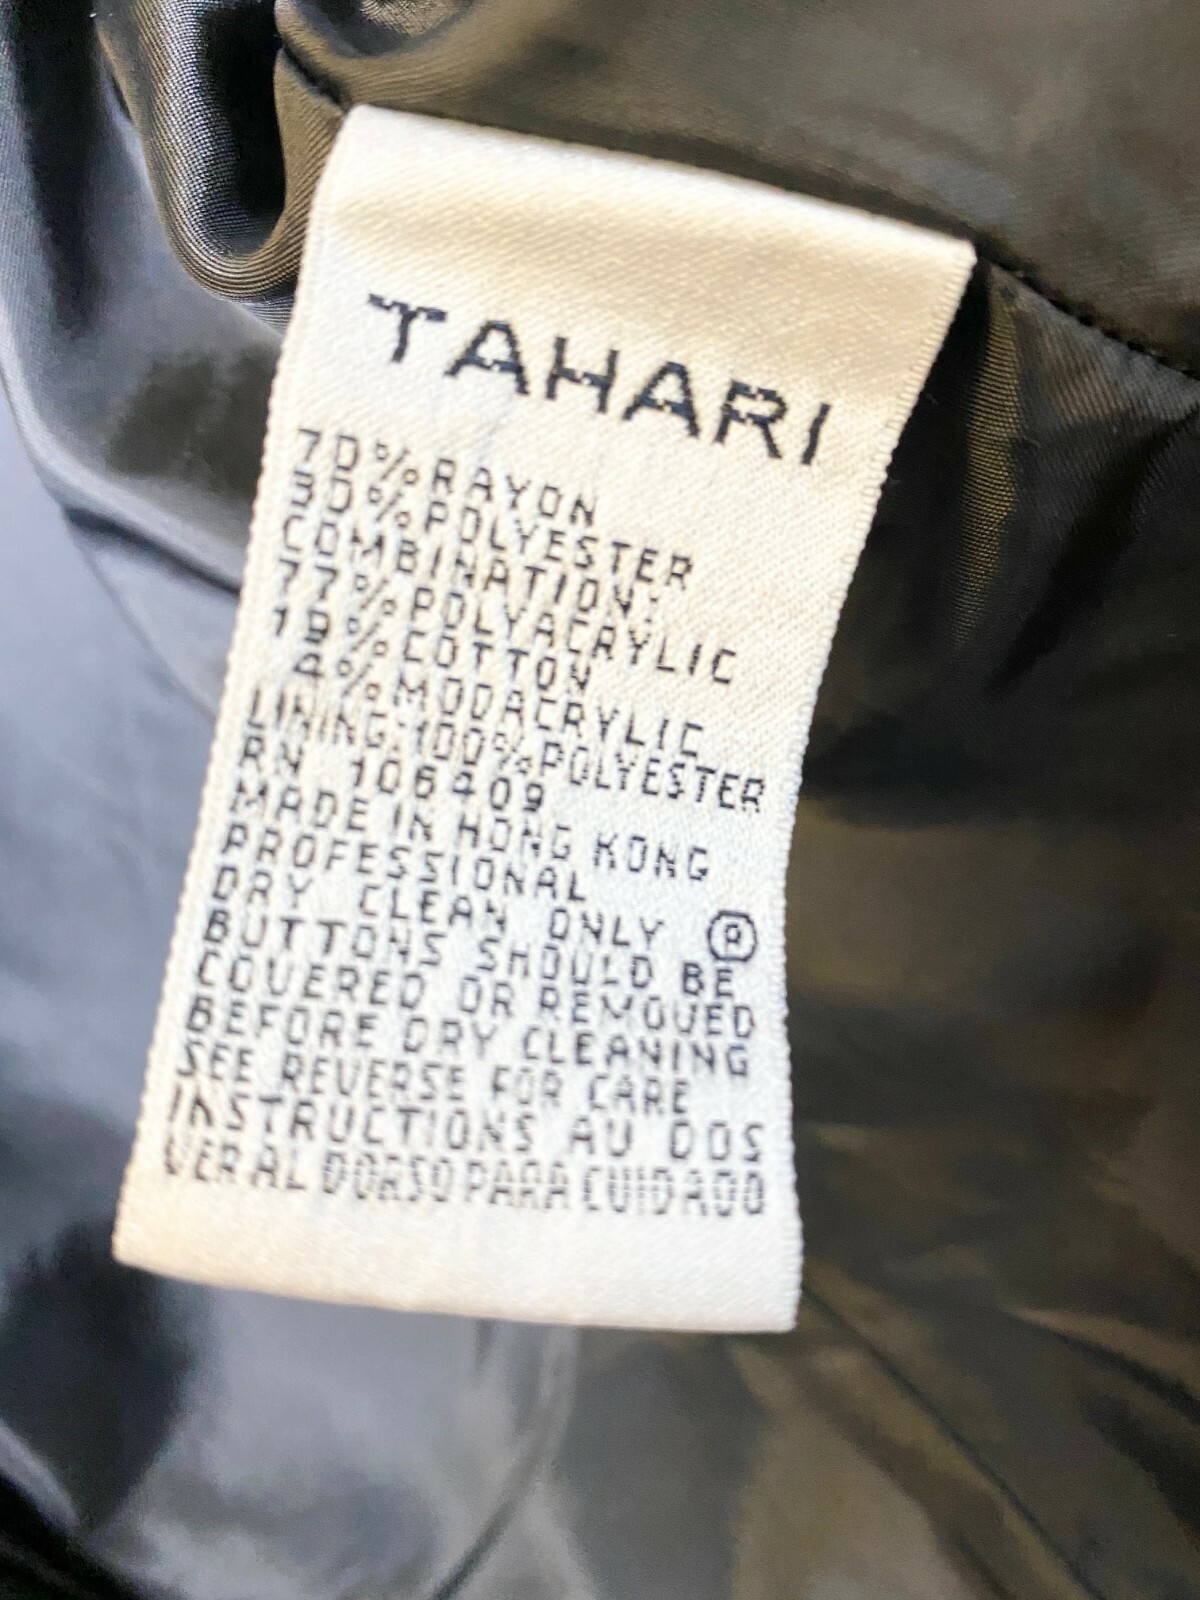 TAHARI
70% RAYON
30% POLYESTER
COMBINATION:
77% POLYACRYLIC
19% COTTON
4% MODACRYLIC
LINING:100% POLYESTER
RN 106409
MADE IN HONG KONG
PROFESSIONAL
DRY CLEAN ONLY Ⓡ
BUTTONS SHOULD BE
COVERED OR REMOVED
BEFORE DRY CLEANING
SEE REVERSE FOR CARE
INSTRUCTIONS AU DOS
VER AL DORSO PARA CUIDADO